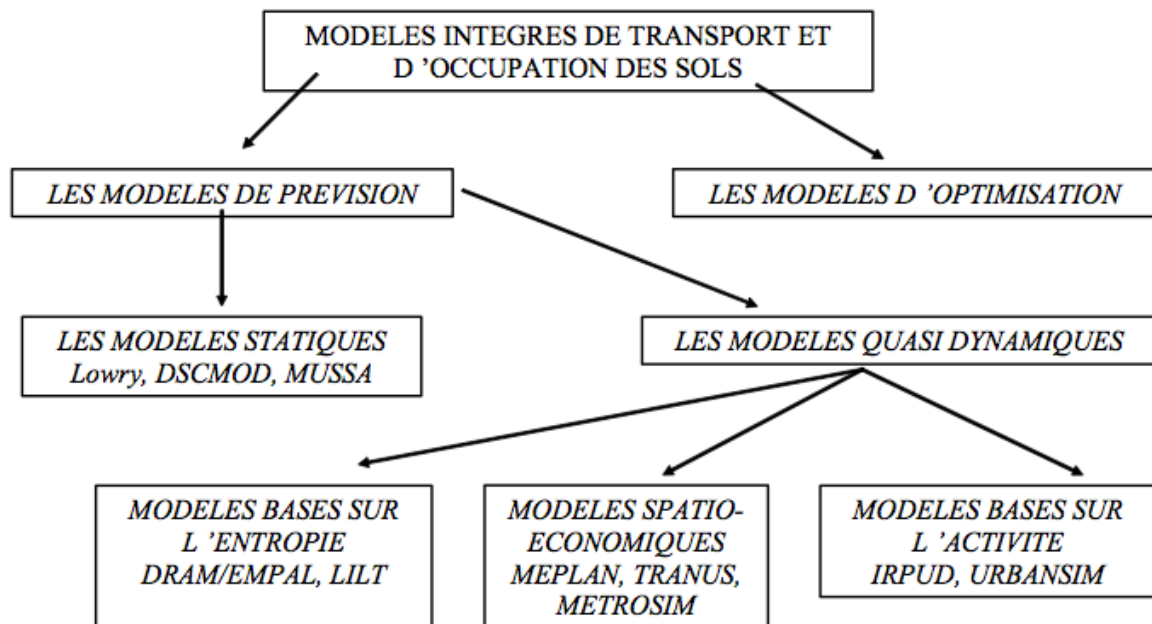 MODELES INTEGRES DE TRANSPORT ET
D ’OCCUPATION DES SOLS
LES MODELES DE PREVISION
LES MODELES D ’OPTIMISATION
LES MODELES STATIQUES
Lowry, DSCMOD, MUSSA
LES MODELES QUASI DYNAMIQUES
MODELES BASES SUR
L ’ENTROPIE
DRAM/EMPAL, LILT
MODELES SPATIO-
ECONOMIQUES
MEPLAN, TRANUS,
METROSIM
MODELES BASES SUR
L ’ACTIVITE
IRPUD, URBANSIM